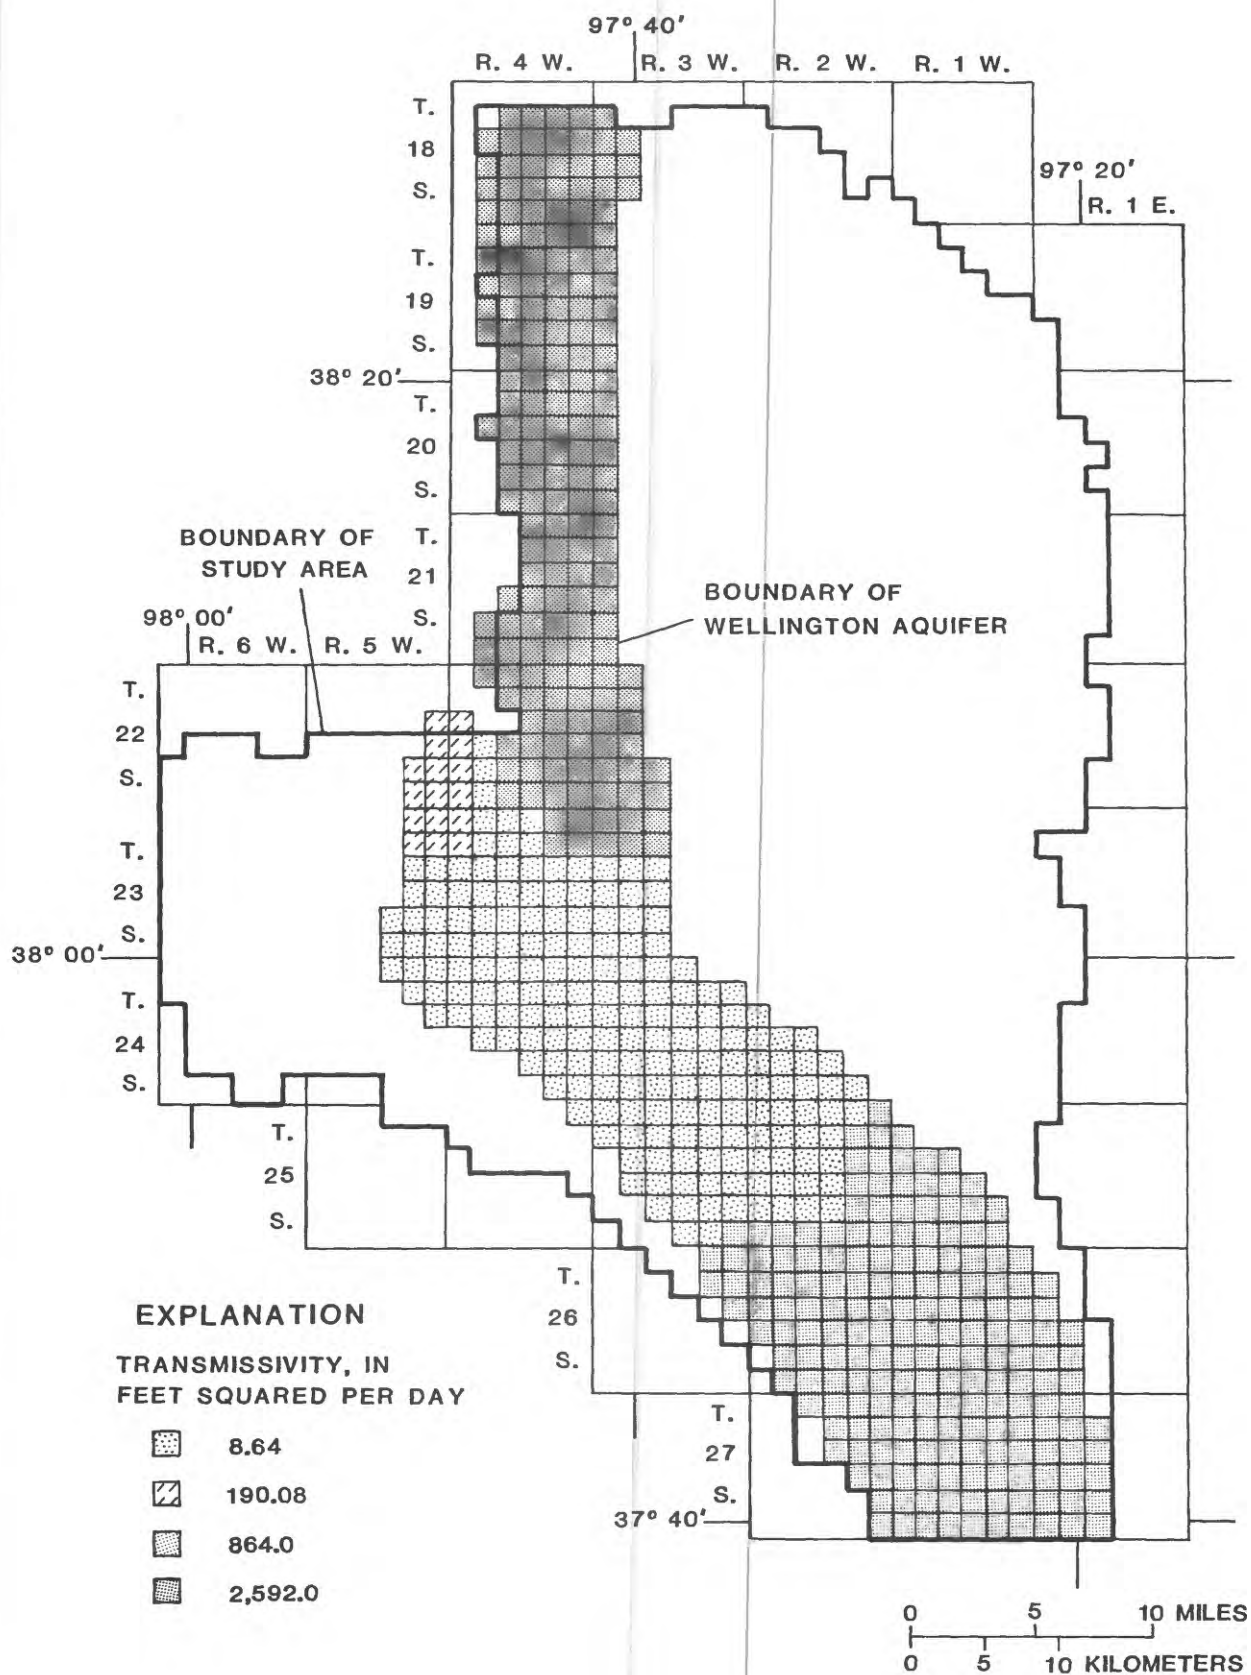 97° 40'
R. 4 W.
R. 3 W.
R. 2 W.
R. 1 W.
T.
18
S.
97° 20'
R. 1 E.
T.
19
S.
38° 20'
T.
20
S.
BOUNDARY OF
STUDY AREA
T.
21
S.
BOUNDARY OF
WELLINGTON AQUIFER
98° 00'
R. 6 W.
R. 5 W.
T.
22
S.
T.
23
S.
38° 00'
T.
24
S.
T.
25
S.
T.
26
S.
T.
27
S.
37° 40'
EXPLANATION
TRANSMISSIVITY, IN
FEET SQUARED PER DAY
8.64
190.08
864.0
2,592.0
0 5 10 MILES
0 5 10 KILOMETERS